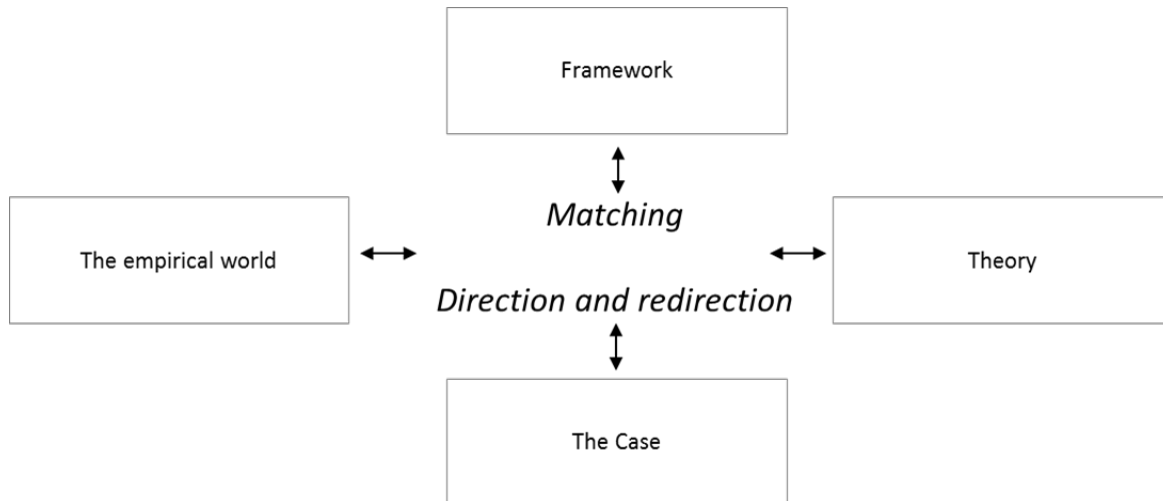 Framework
Matching
The empirical world
Theory
Direction and redirection
The Case